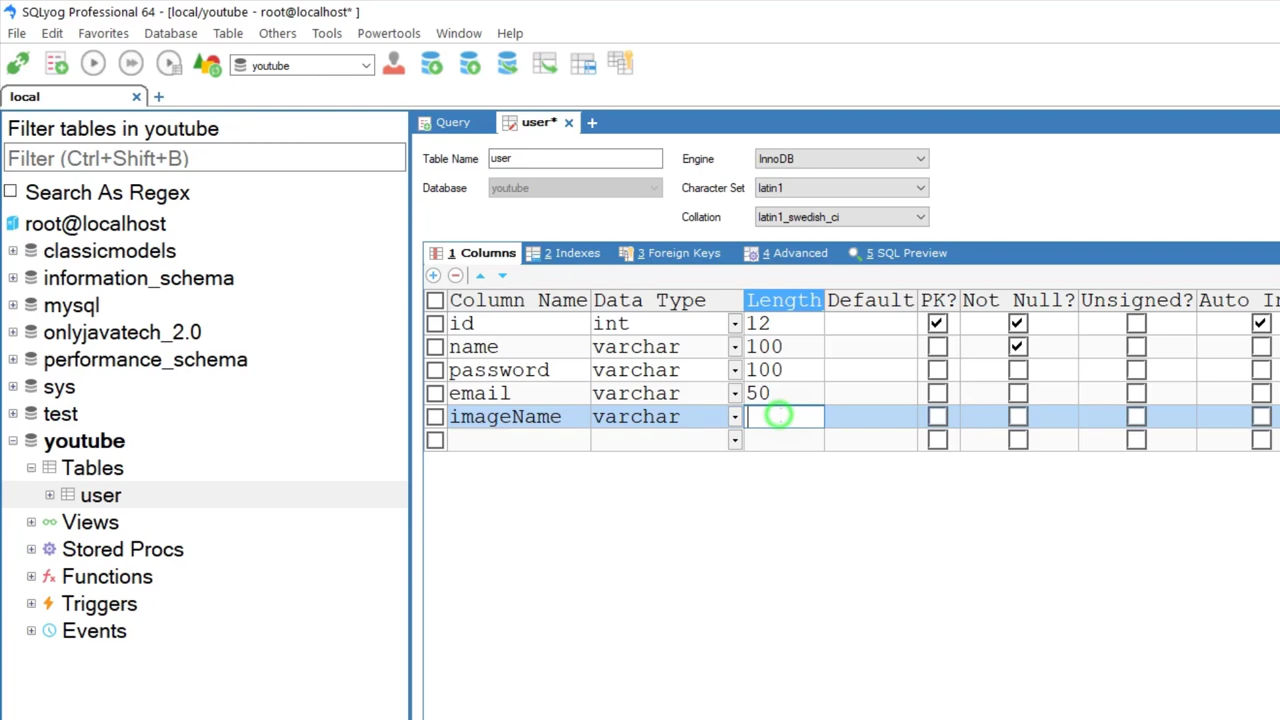 SQLyog Professional 64 - [local/youtube - root@localhost* ]
File Edit Favorites Database Table Others Tools Powertools Window Help
youtube
local
Filter tables in youtube
Filter (Ctrl+Shift+B)
Search As Regex
root@localhost
classicmodels
information_schema
mysql
onlyjavatech_2.0
performance_schema
sys
test
youtube
Tables
user
Views
Stored Procs
Functions
Triggers
Events
Query user*
Table Name user Engine InnoDB
Database youtube Character Set latin1
Collation latin1_swedish_ci
1 Columns 2 Indexes 3 Foreign Keys 4 Advanced 5 SQL Preview
Column Name Data Type Length Default PK? Not Null? Unsigned? Auto In
id int 12
name varchar 100
password varchar 100
email varchar 50
imageName varchar